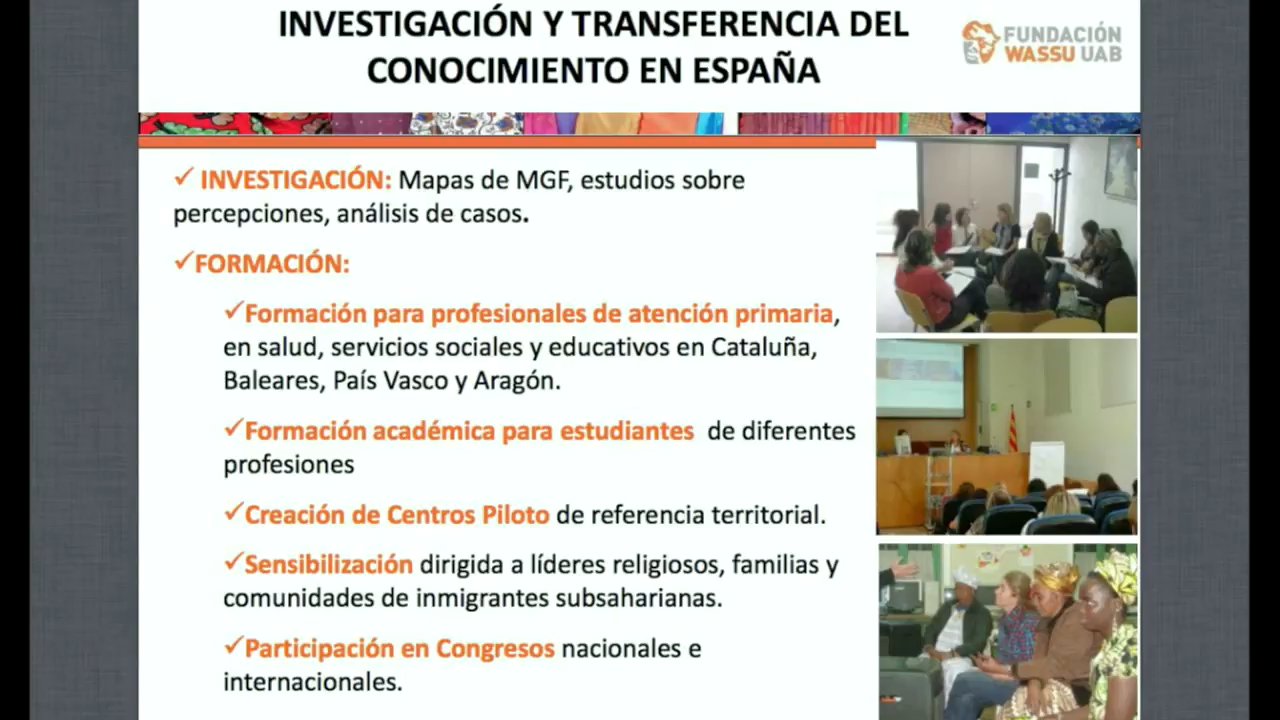 INVESTIGACIÓN Y TRANSFERENCIA DEL
CONOCIMIENTO EN ESPAÑA
FUNDACIÓN
WASSU UAB
✓ INVESTIGACIÓN: Mapas de MGF, estudios sobre
percepciones, análisis de casos.
✓FORMACIÓN:
✓Formación para profesionales de atención primaria,
en salud, servicios sociales y educativos en Cataluña,
Baleares, País Vasco y Aragón.
✓Formación académica para estudiantes de diferentes
profesiones
✓Creación de Centros Piloto de referencia territorial.
✓Sensibilización dirigida a líderes religiosos, familias y
comunidades de inmigrantes subsaharianas.
✓Participación en Congresos nacionales e
internacionales.